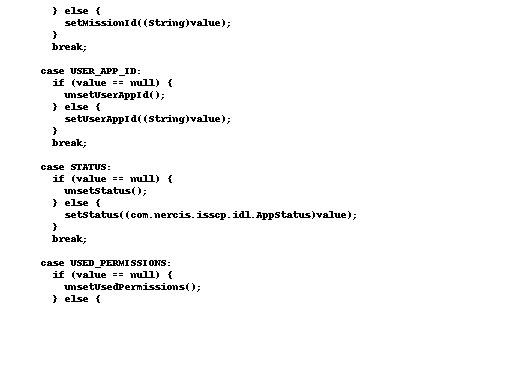 } else {
setMissionId((String)value);
}
break;
case USER_APP_ID:
if (value == null) {
unsetUserAppId();
} else {
setUserAppId((String)value);
}
break;
case STATUS:
if (value == null) {
unsetStatus();
} else {
setStatus((com.nercis.isscp.idl.AppStatus)value);
}
break;
case USED_PERMISSIONS:
if (value == null) {
unsetUsedPermissions();
} else {